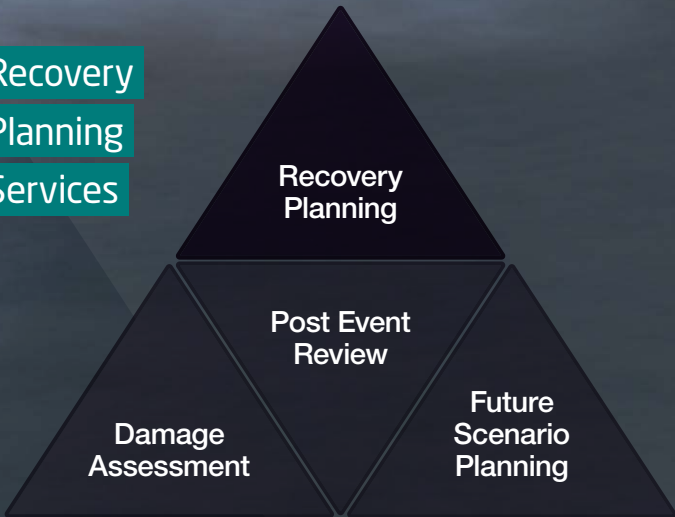 Recovery
Planning
Services
Recovery
Planning
Post Event
Review
Damage
Assessment
Future
Scenario
Planning